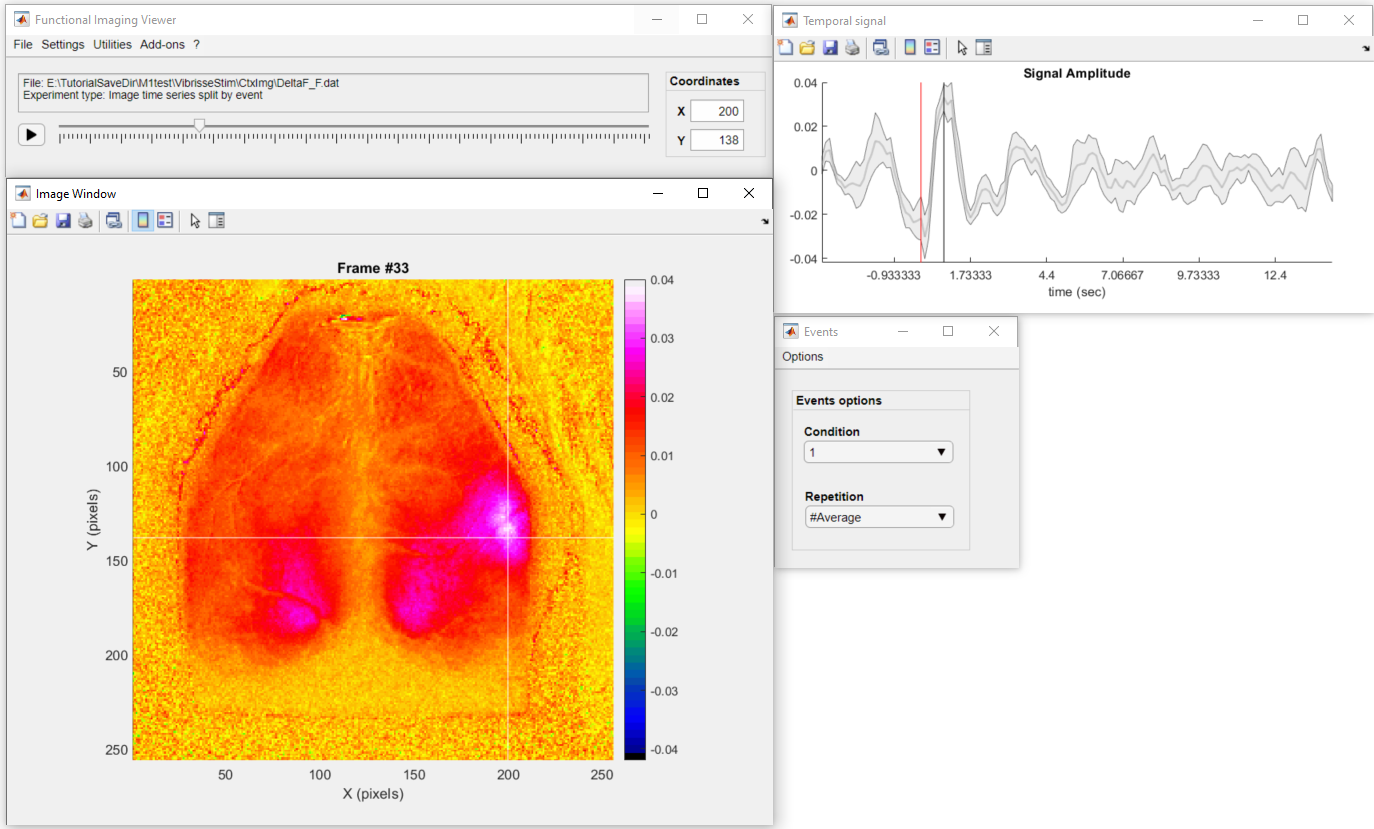 Functional Imaging Viewer
File Settings Utilities Add-ons ?
File: E:\TutorialSaveDir\M1test\VibrisseStim\CtxImg\DeltaF_F.dat
Experiment type: Image time series split by event
Coordinates
X 200
Y 138
Image Window
Frame #33
50
100
150
200
250
Y (pixels)
50 100 150 200 250
X (pixels)
0.04
0.03
0.02
0.01
0
-0.01
-0.02
-0.03
-0.04
Temporal signal
Signal Amplitude
0.04
0.02
0
-0.02
-0.04
-0.933333 1.73333 4.4 7.06667 9.73333 12.4
time (sec)
Events
Options
Events options
Condition
1
Repetition
#Average